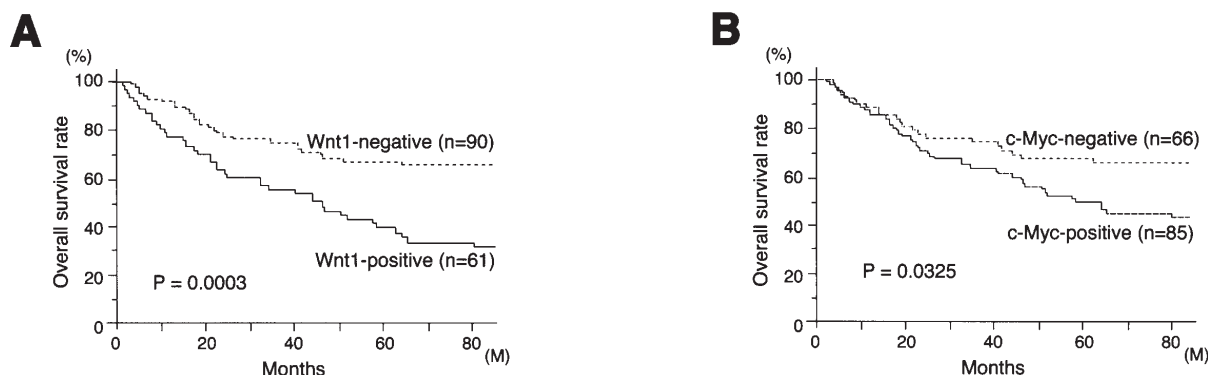 A
(%)
100
80
60
40
20
0
Overall survival rate
Wnt1-negative (n=90)
Wnt1-positive (n=61)
P = 0.0003
0 20 40 60 80 (M)
Months
B
(%)
100
80
60
40
20
0
Overall survival rate
c-Myc-negative (n=66)
c-Myc-positive (n=85)
P = 0.0325
0 20 40 60 80 (M)
Months